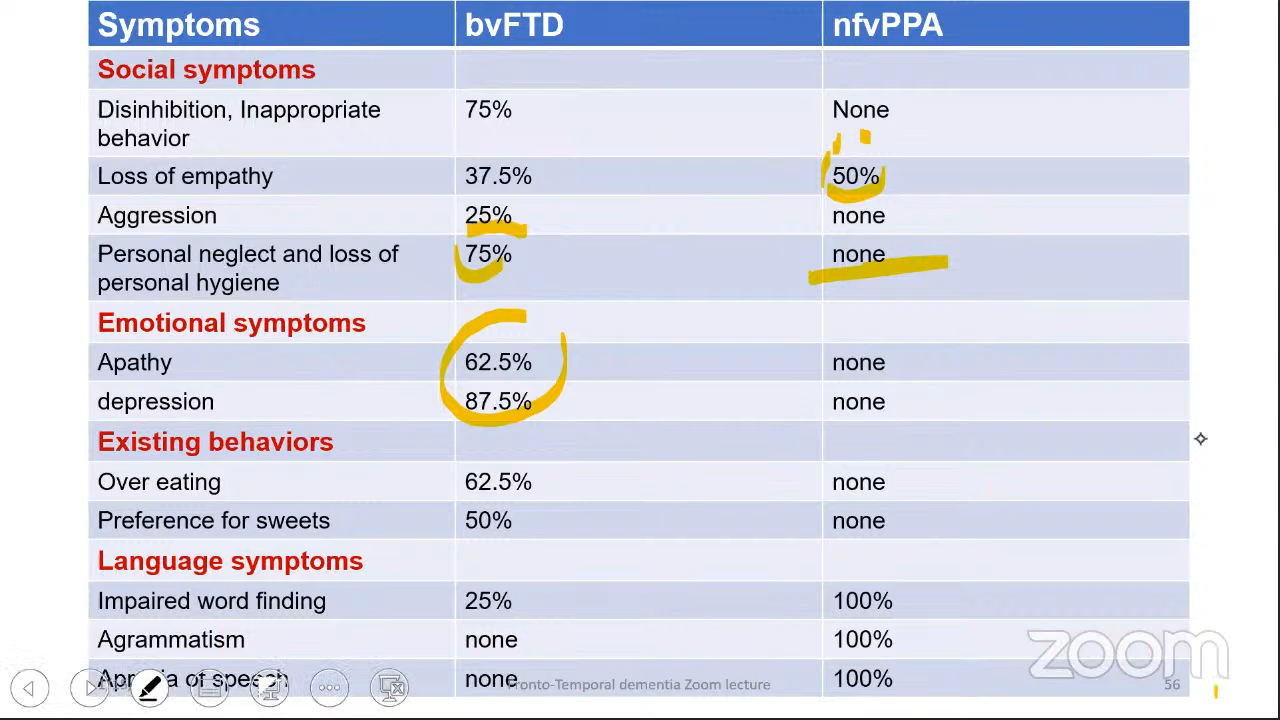 Symptoms bvFTD nfvPPA
Social symptoms
Disinhibition, Inappropriate 75% None
behavior
Loss of empathy 37.5% 50%
Aggression 25% none
Personal neglect and loss of 75% none
personal hygiene
Emotional symptoms
Apathy 62.5% none
depression 87.5% none
Existing behaviors
Over eating 62.5% none
Preference for sweets 50% none
Language symptoms
Impaired word finding 25% 100%
Agrammatism none 100%
zoom
of speech none 100%
Temporal dementia Zoom lecture 56